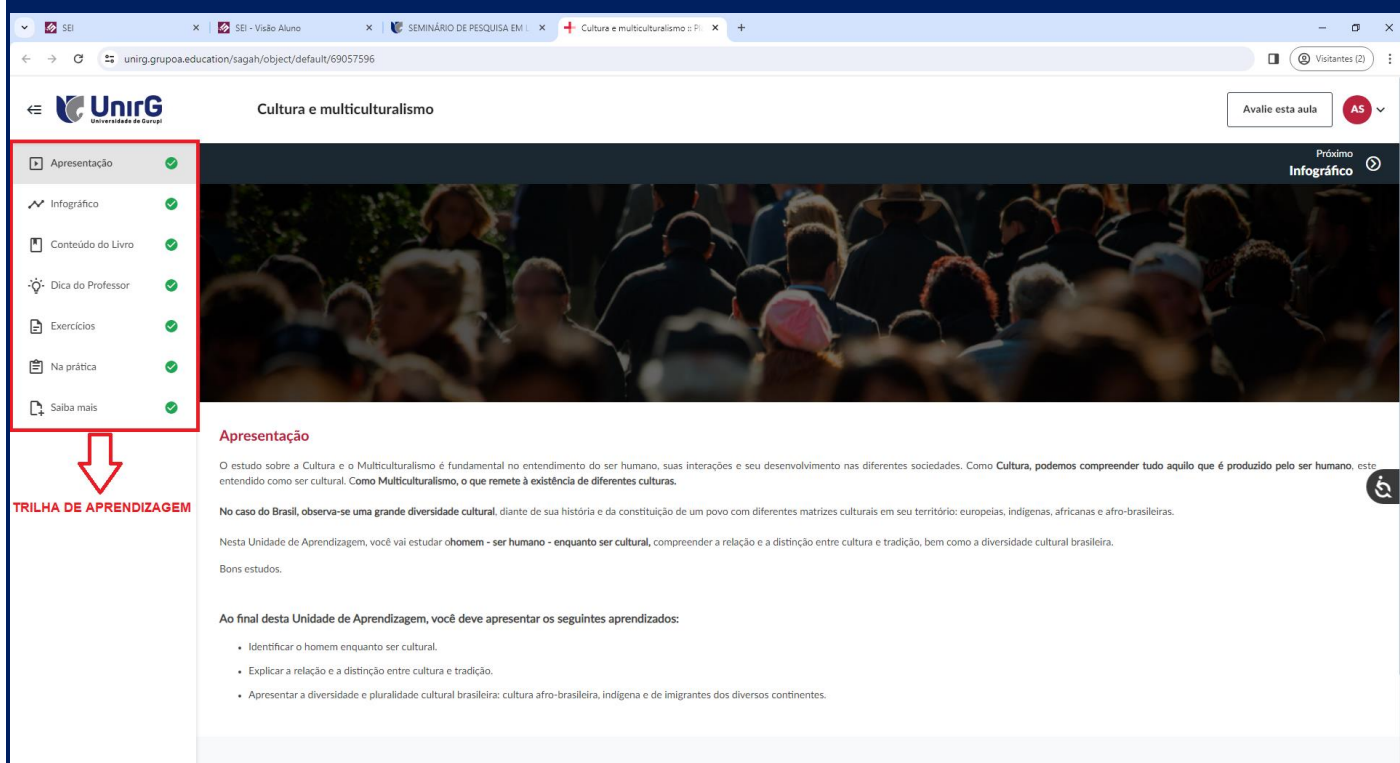 SEI
SEI - Visão Aluno
SEMINÁRIO DE PESQUISA EM
Cultura e multiculturalismo :: Pl
unirg.grupoa.education/sagah/object/default/69057596
Visitantes (2)
UnirG
Universidade de Gurupi
Cultura e multiculturalismo
Avalie esta aula
AS
Apresentação
Infográfico
Conteúdo do Livro
Dica do Professor
Exercícios
Na prática
Saiba mais
TRILHA DE APRENDIZAGEM
Próximo
Infográfico
Apresentação
O estudo sobre a Cultura e o Multiculturalismo é fundamental no entendimento do ser humano, suas interações e seu desenvolvimento nas diferentes sociedades. Como Cultura, podemos compreender tudo aquilo que é produzido pelo ser humano, este
entendido como ser cultural. Como Multiculturalismo, o que remete à existência de diferentes culturas.
No caso do Brasil, observa-se uma grande diversidade cultural, diante de sua história e da constituição de um povo com diferentes matrizes culturais em seu território: europeias, indígenas, africanas e afro-brasileiras.
Nesta Unidade de Aprendizagem, você vai estudar ohomem - ser humano - enquanto ser cultural, compreender a relação e a distinção entre cultura e tradição, bem como a diversidade cultural brasileira.
Bons estudos.
Ao final desta Unidade de Aprendizagem, você deve apresentar os seguintes aprendizados:
• Identificar o homem enquanto ser cultural.
• Explicar a relação e a distinção entre cultura e tradição.
• Apresentar a diversidade e pluralidade cultural brasileira: cultura afro-brasileira, indígena e de imigrantes dos diversos continentes.